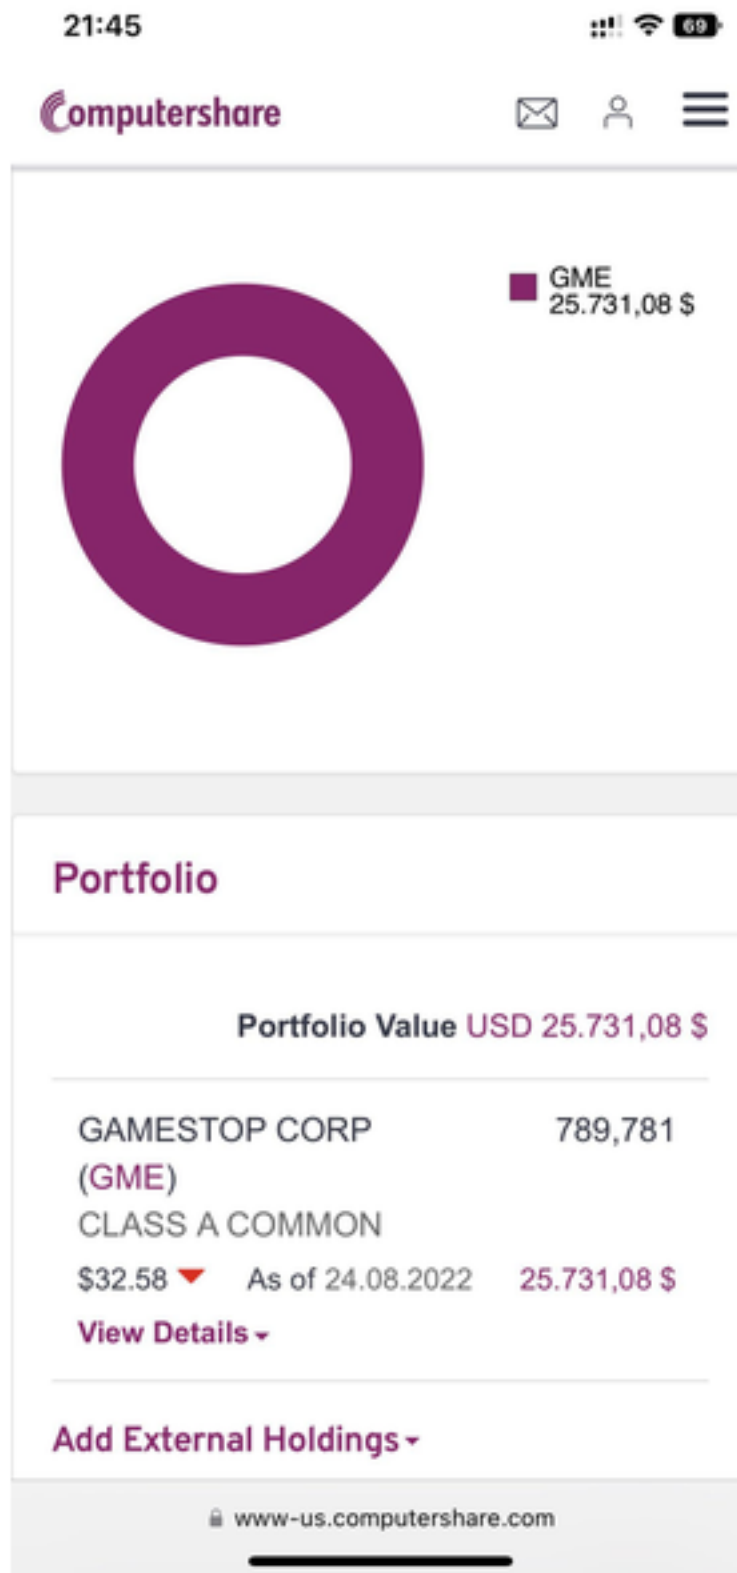 21:45
69
Computershare
GME
25.731,08 $
Portfolio
Portfolio Value USD 25.731,08 $
GAMESTOP CORP 789,781
(GME)
CLASS A COMMON
$32.58 As of 24.08.2022 25.731,08 $
View Details
Add External Holdings
www-us.computershare.com